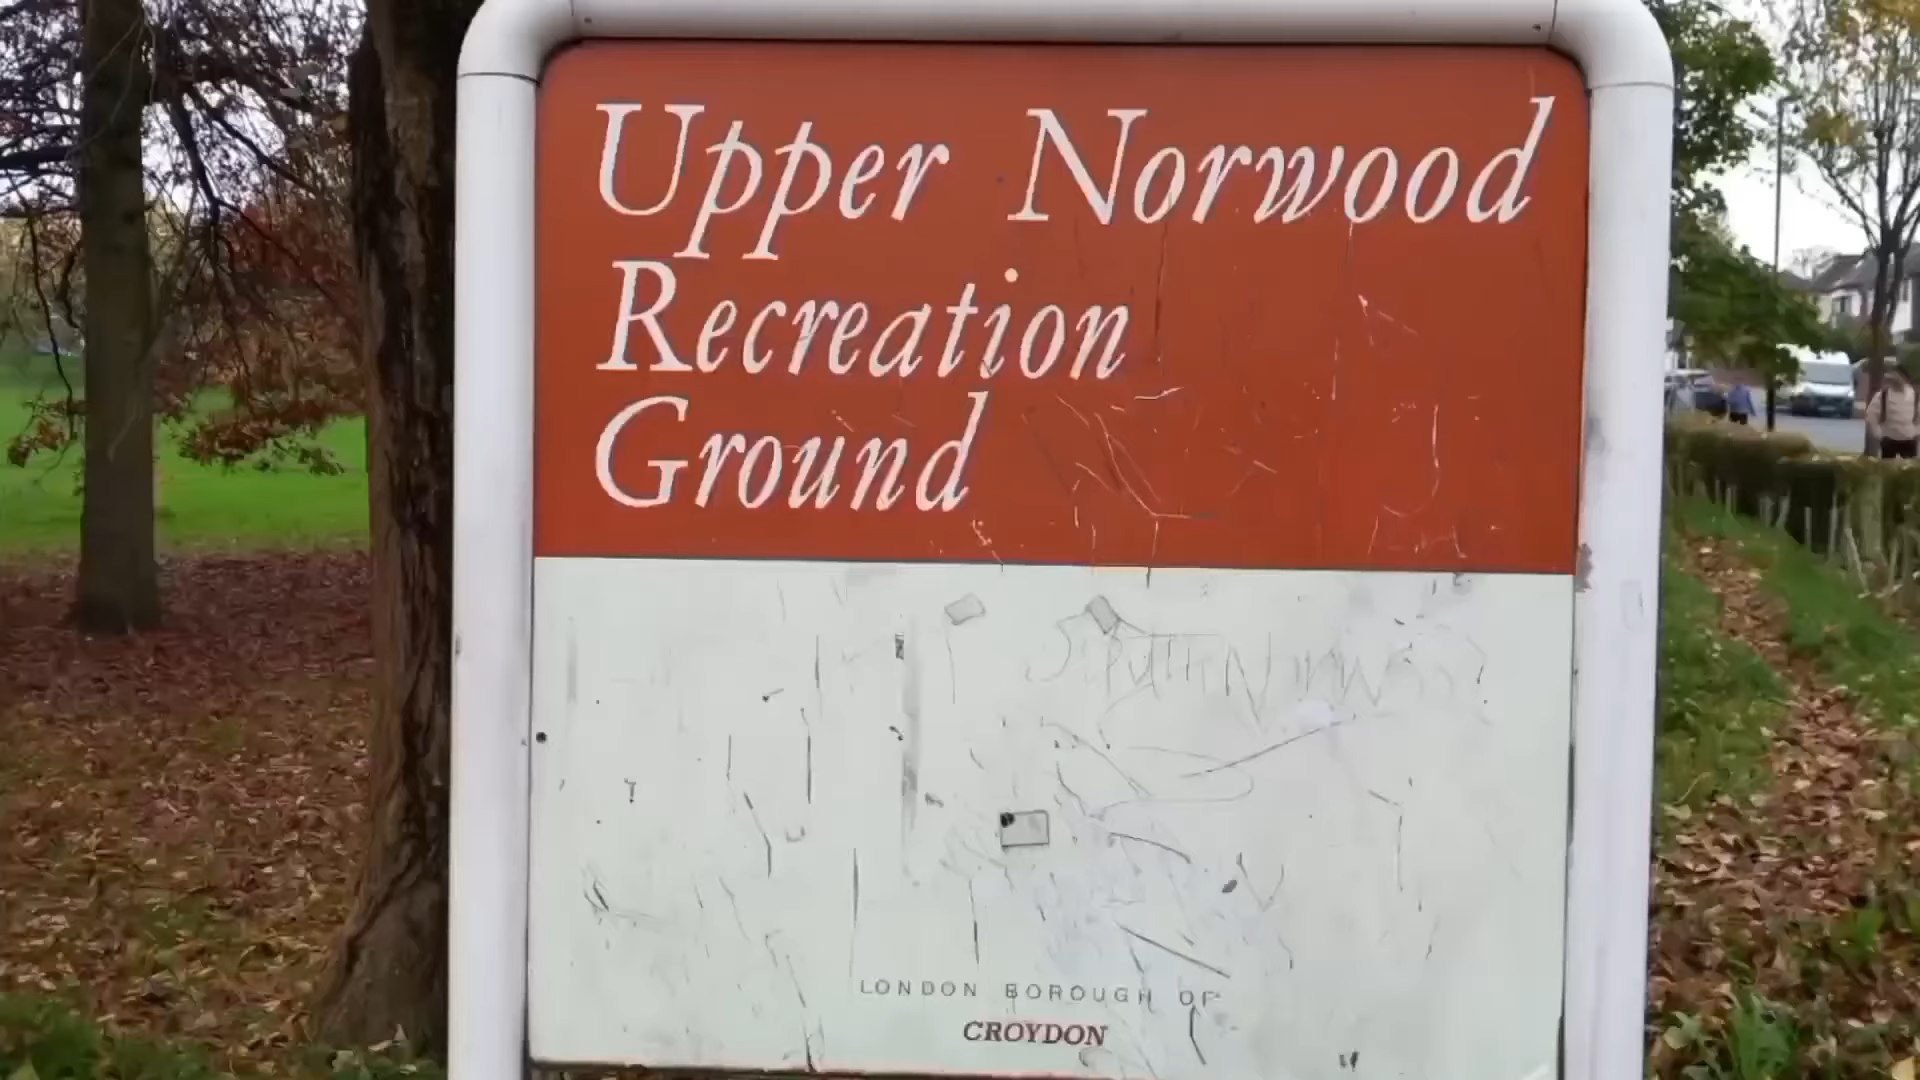 Upper Norwood
Recreation
Ground
LONDON BOROUGH OF
CROYDON